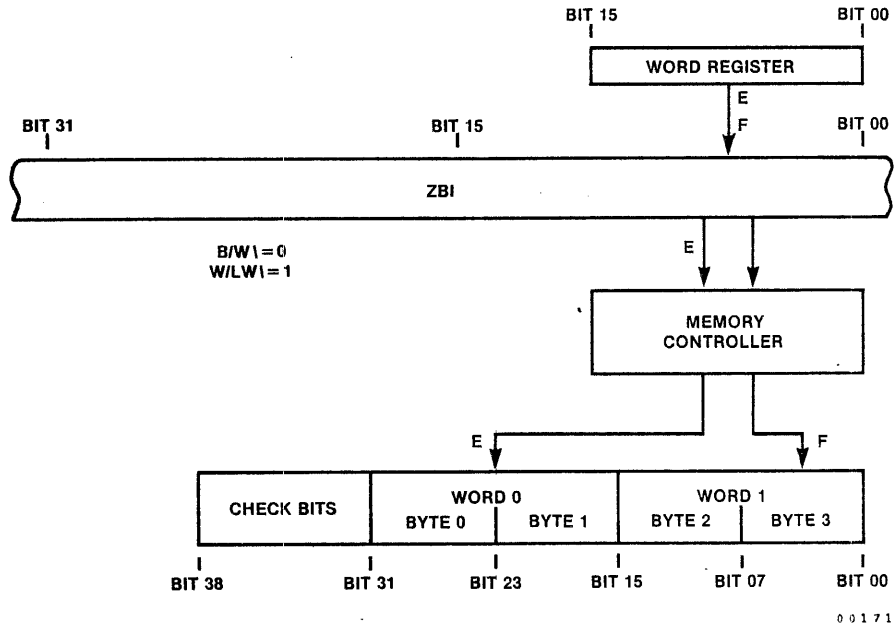 BIT 15 BIT 00
WORD REGISTER
E
F
BIT 31 BIT 15 BIT 00
ZBI
B/W\=0
W/LW\=1
E
MEMORY
CONTROLLER
E F
CHECK BITS WORD 0 WORD 1
BYTE 0 BYTE 1 BYTE 2 BYTE 3
BIT 38 BIT 31 BIT 23 BIT 15 BIT 07 BIT 00
00171